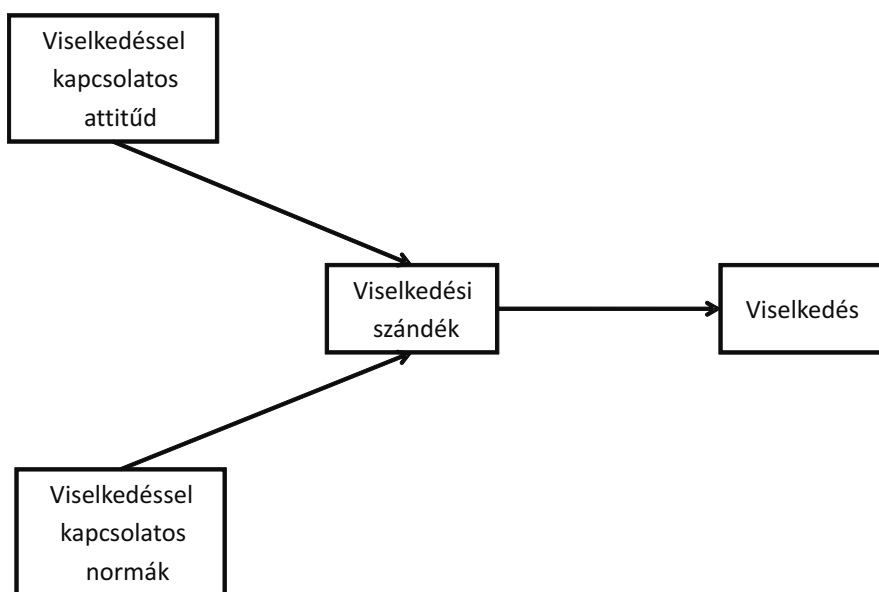 Viselkedéssel
kapcsolatos
attitűd
Viselkedési
szándék
Viselkedés
Viselkedéssel
kapcsolatos
normák